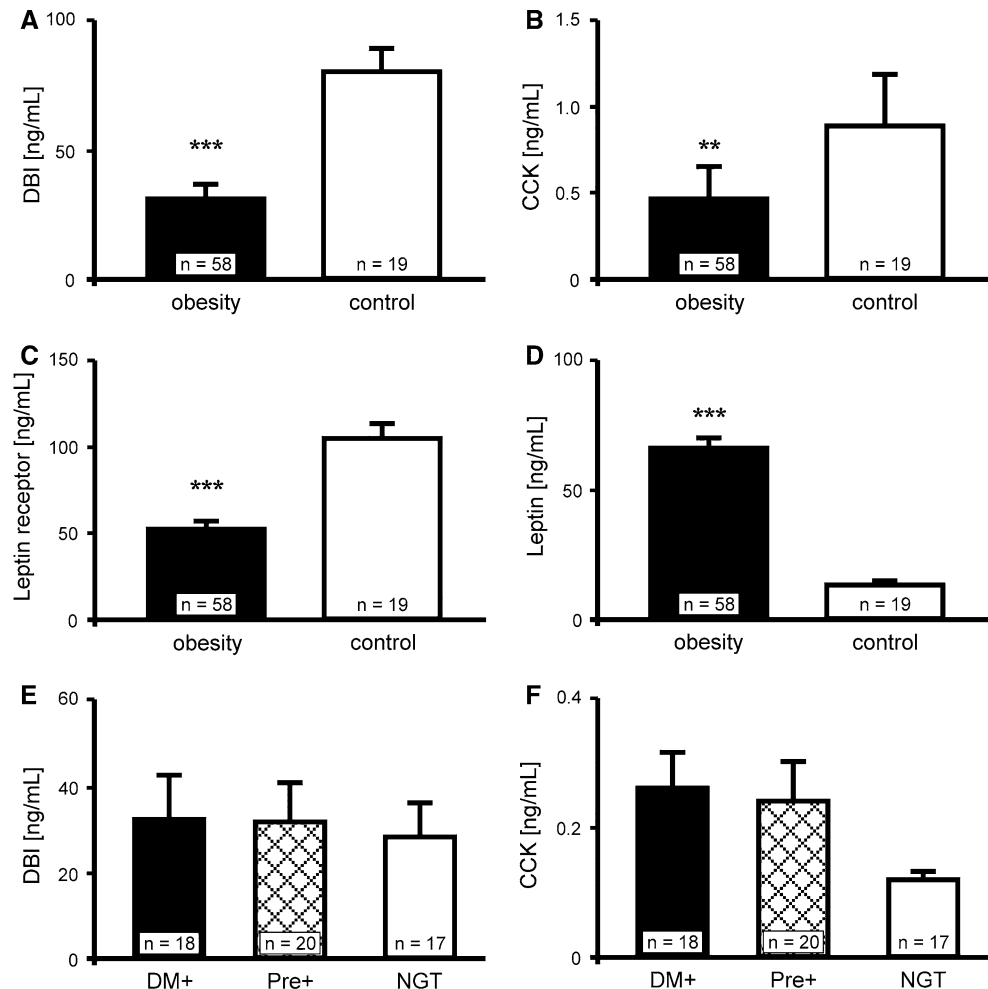 A
DBI [ng/mL]
100
50
0
***
n = 58
n = 19
obesity
control
B
CCK [ng/mL]
1.5
1.0
0.5
0
**
n = 58
n = 19
obesity
control
C
Leptin receptor [ng/mL]
150
100
50
0
***
n = 58
n = 19
obesity
control
D
Leptin [ng/mL]
100
50
0
***
n = 58
n = 19
obesity
control
E
DBI [ng/mL]
60
40
20
0
n = 18
n = 20
n = 17
DM+
Pre+
NGT
F
CCK [ng/mL]
0.4
0.2
0
n = 18
n = 20
n = 17
DM+
Pre+
NGT